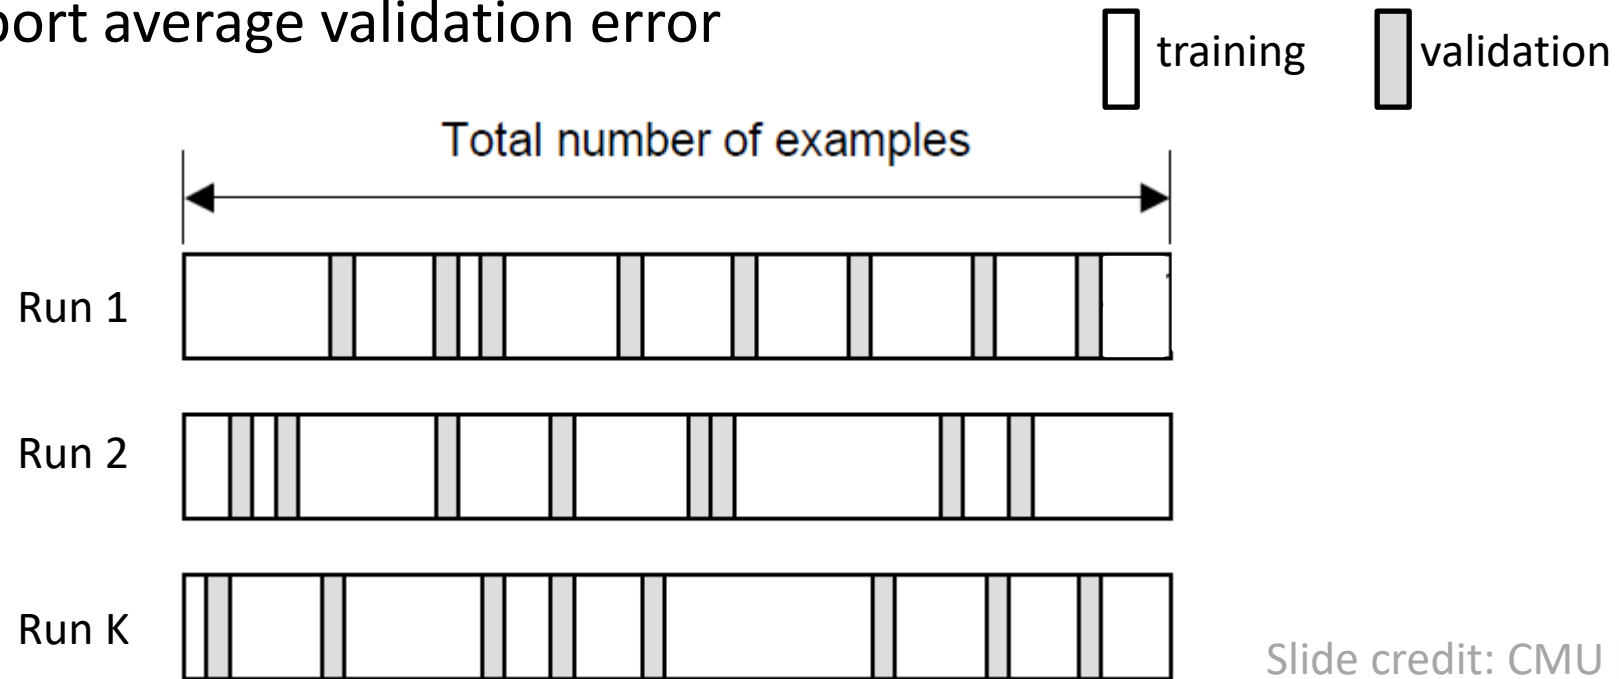 port average validation error
training
validation
Total number of examples
Run 1
Run 2
Run K
Slide credit: CMU